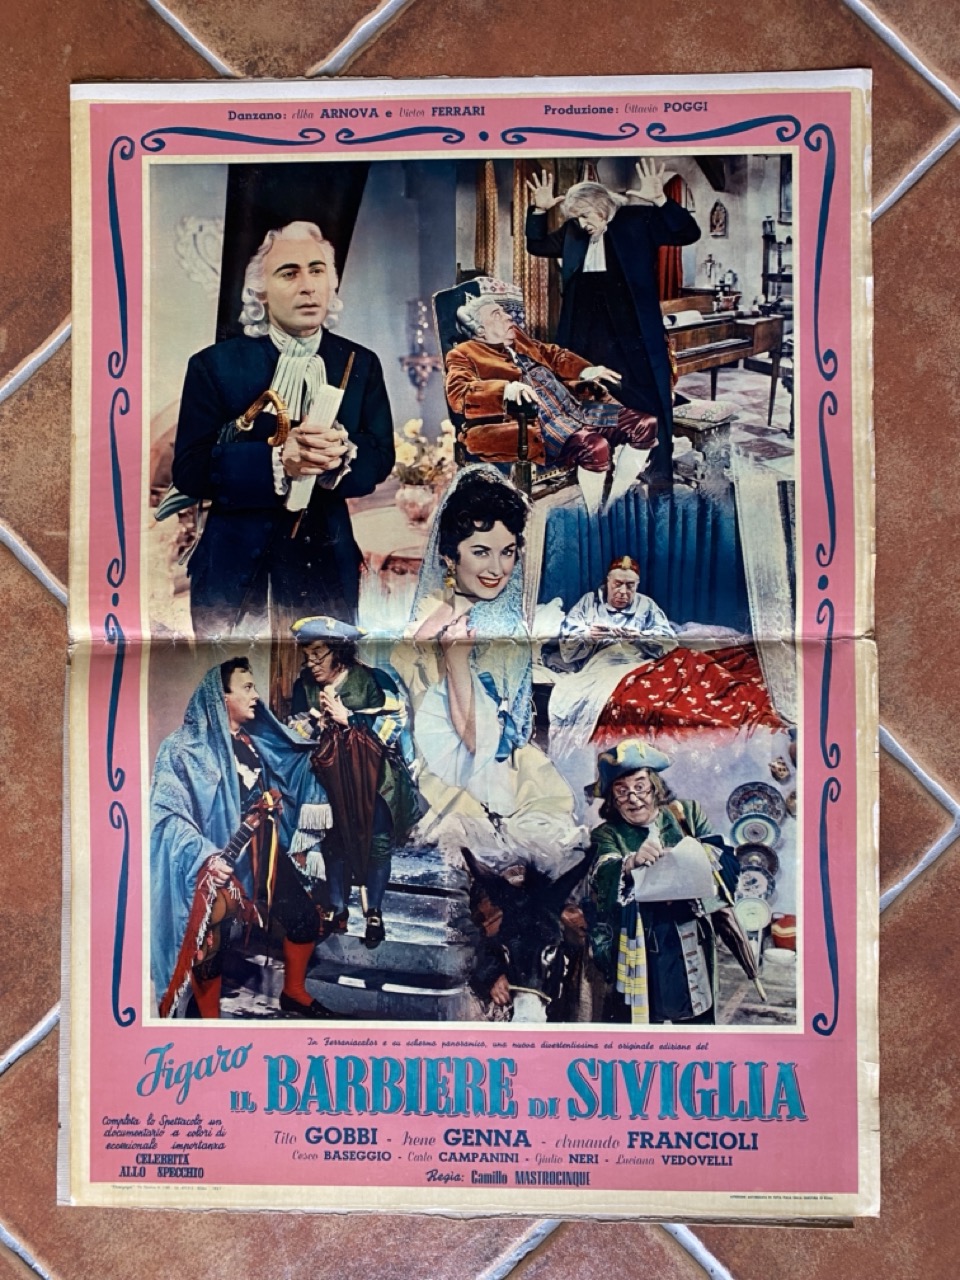 Danzano: Alba ARNOVA e Victor FERRARI
Produzione: Ottavio POGGI
In Ferraniacolor e su schermo panoramico, una nuova divertentissima ed originale edizione del
Figaro
IL BARBIERE DI SIVIGLIA
Completa lo Spettacolo un
documentario a colori di
eccezionale importanza
CELEBRITÀ
ALLO SPECCHIO
Tito GOBBI - Irene GENNA - Armando FRANCIOLI
Cesco BASEGGIO - Carlo CAMPANINI - Giulio NERI - Luciana VEDOVELLI
Regia: Camillo MASTROCINQUE